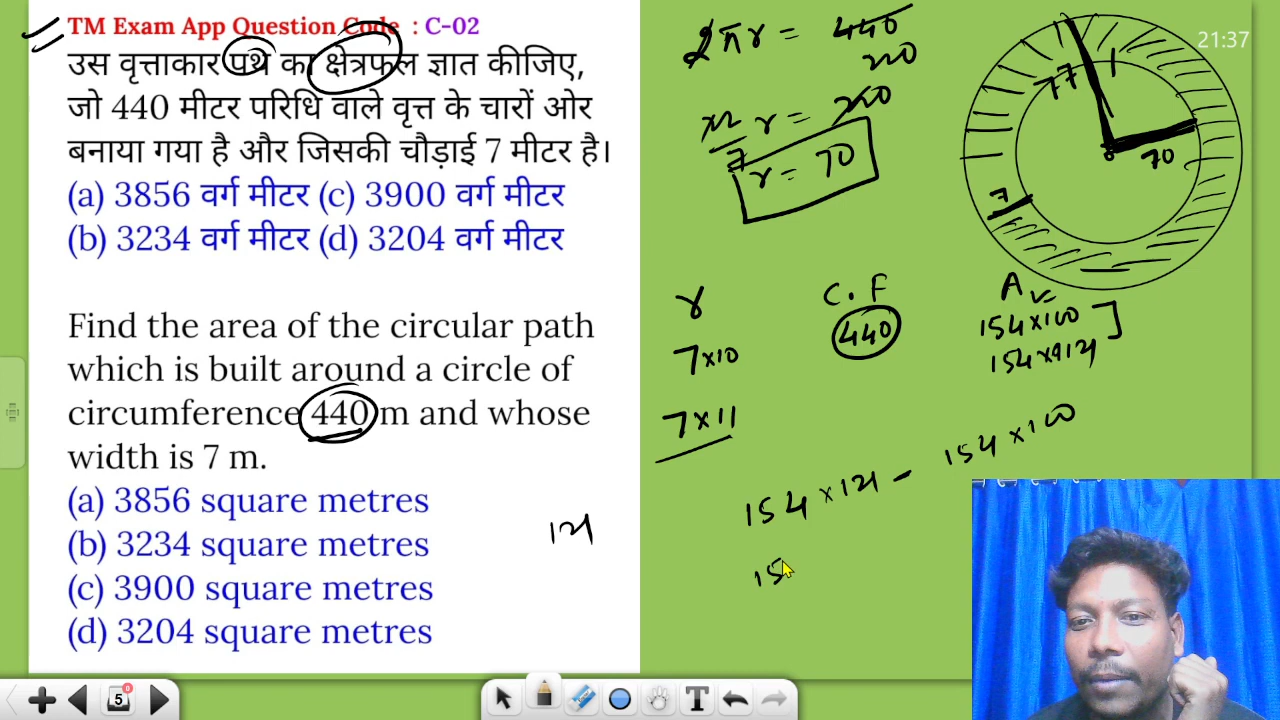 TM Exam App Question Code : C-02
उस वृत्ताकार पथ का क्षेत्रफल ज्ञात कीजिए,
जो 440 मीटर परिधि वाले वृत्त के चारों ओर
बनाया गया है और जिसकी चौड़ाई 7 मीटर है।
(a) 3856 वर्ग मीटर (c) 3900 वर्ग मीटर
(b) 3234 वर्ग मीटर (d) 3204 वर्ग मीटर
Find the area of the circular path
which is built around a circle of
circumference 440 m and whose
width is 7 m.
(a) 3856 square metres
(b) 3234 square metres
(c) 3900 square metres
(d) 3204 square metres
121
2πr = 440
220
22 r = 220
7
r = 70
21:37
77
70
7
r C.F A
440 154×100
7×10
7×11
154×121 - 154×100
15
5
T